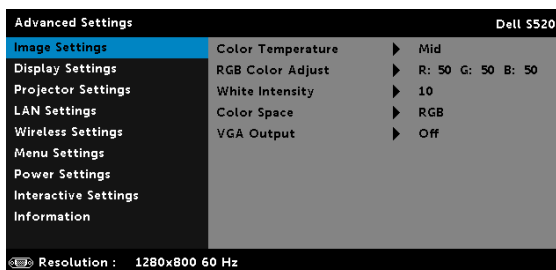 Advanced Settings Dell S520
Image Settings Color Temperature Mid
Display Settings RGB Color Adjust R: 50 G: 50 B: 50
Projector Settings White Intensity 10
LAN Settings Color Space RGB
Wireless Settings VGA Output Off
Menu Settings
Power Settings
Interactive Settings
Information
Resolution : 1280x800 60 Hz